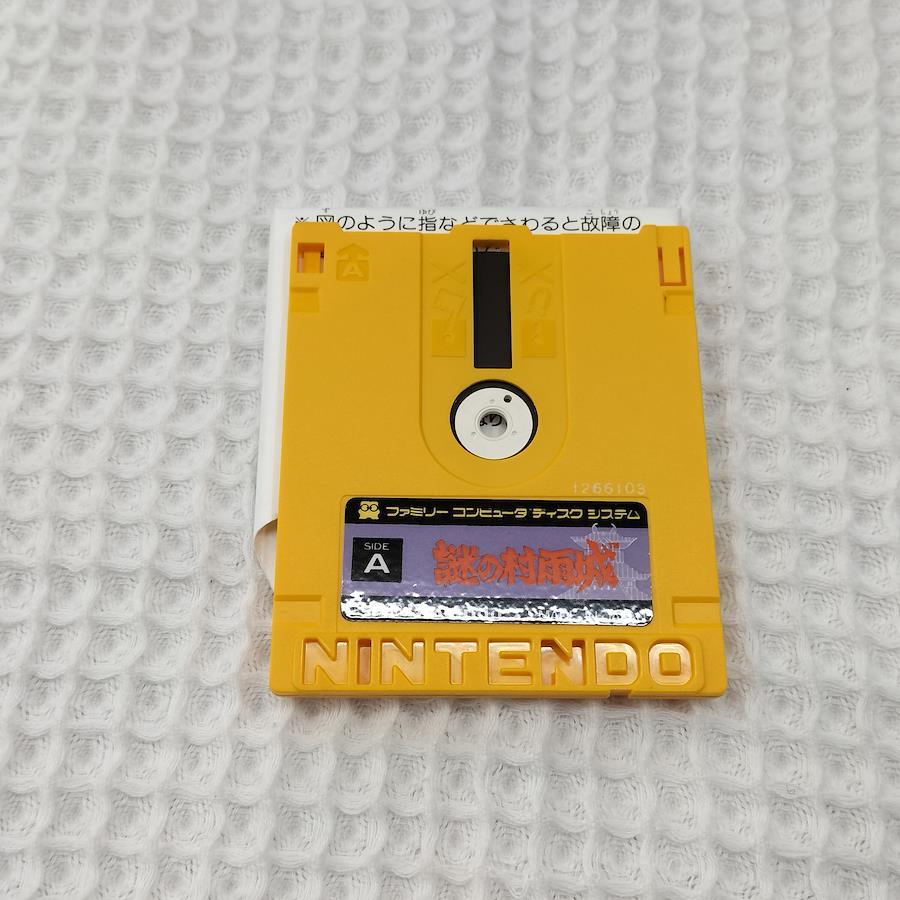 ※図のように指などでさわると故障の
A
1266103
ファミリー コンピュータ ディスク システム
SIDE
A
謎の村雨城
NINTENDO